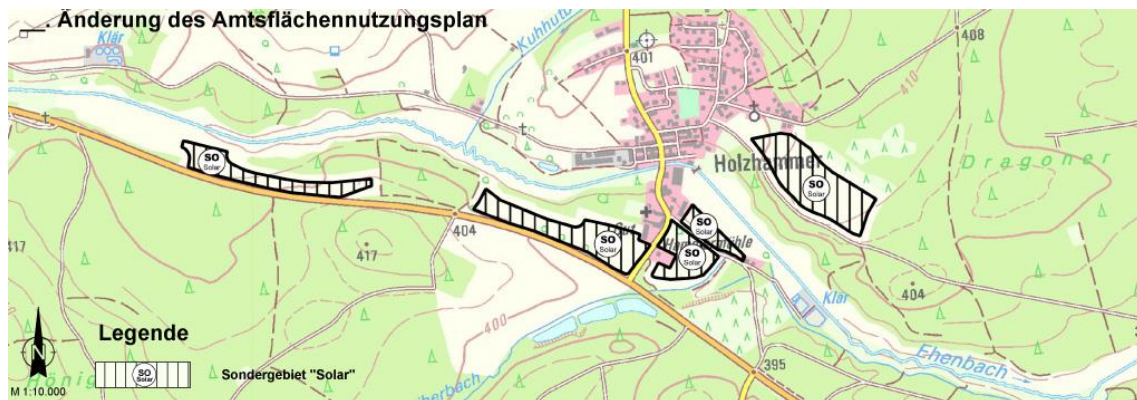 __. Änderung des Amtsflächennutzungsplan
Klär
401
408
410
SO
Solar
Holzhammer
SO
Solar
Dragoner
SO
Solar
417
404
417
SO
Solar
SO
Solar
404
Klär
400
Ehenbach
395
Legende
SO
Solar
Sondergebiet "Solar"
N
M 1:10.000